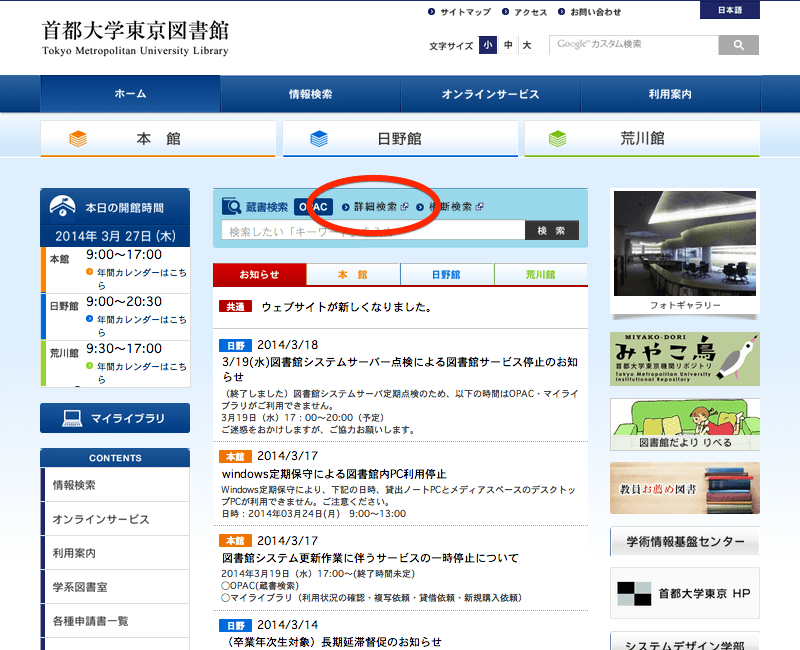 サイトマップ アクセス お問い合わせ 日本語
首都大学東京図書館
Tokyo Metropolitan University Library
文字サイズ 小 中 大 Google™カスタム検索
ホーム 情報検索 オンラインサービス 利用案内
本 館 日野館 荒川館
本日の開館時間
2014年 3月 27日 (木)
本館 9:00〜17:00
年間カレンダーはこち
ら
日野館 9:00〜20:30
年間カレンダーはこち
ら
荒川館 9:30〜17:00
年間カレンダーはこち
ら
マイライブラリ
CONTENTS
情報検索
オンラインサービス
利用案内
学系図書室
各種申請書一覧
蔵書検索 OPAC 詳細検索 横断検索
検索したい「キーワード 検 索
お知らせ 本 館 日野館 荒川館
共通 ウェブサイトが新しくなりました。
日野 2014/3/18
3/19(水)図書館システムサーバー点検による図書館サービス停止のお知
らせ
（終了しました）図書館システムサーバ定期点検のため、以下の時間はOPAC・マイライ
ブラリがご利用できません。
3月19日（水）17：00〜20:00（予定）
ご迷惑をおかけしますが、ご協力お願いします。
本館 2014/3/17
windows定期保守による図書館内PC利用停止
Windows定期保守により、下記の日時、貸出ノートPCとメディアスペースのデスクトッ
プPCが利用できません。ご注意ください。
日時：2014年03月24日(月) 9:00〜13:00
本館 2014/3/17
図書館システム更新作業に伴うサービスの一時停止について
2014年3月19日（水）17:00〜(終了時間未定)
○OPAC(蔵書検索)
○マイライブラリ（利用状況の確認・複写依頼・貸借依頼・新規購入依頼）
日野 2014/3/14
（卒業年次生対象）長期延滞督促のお知らせ
フォトギャラリー
MIYAKO-DORI
みやこ鳥
首都大学東京機関リポジトリ
Tokyo Metropolitan University
Institutional Repository
図書館だより りべる
教員お薦め図書
学術情報基盤センター
首都大学東京 HP
システムデザイン学部